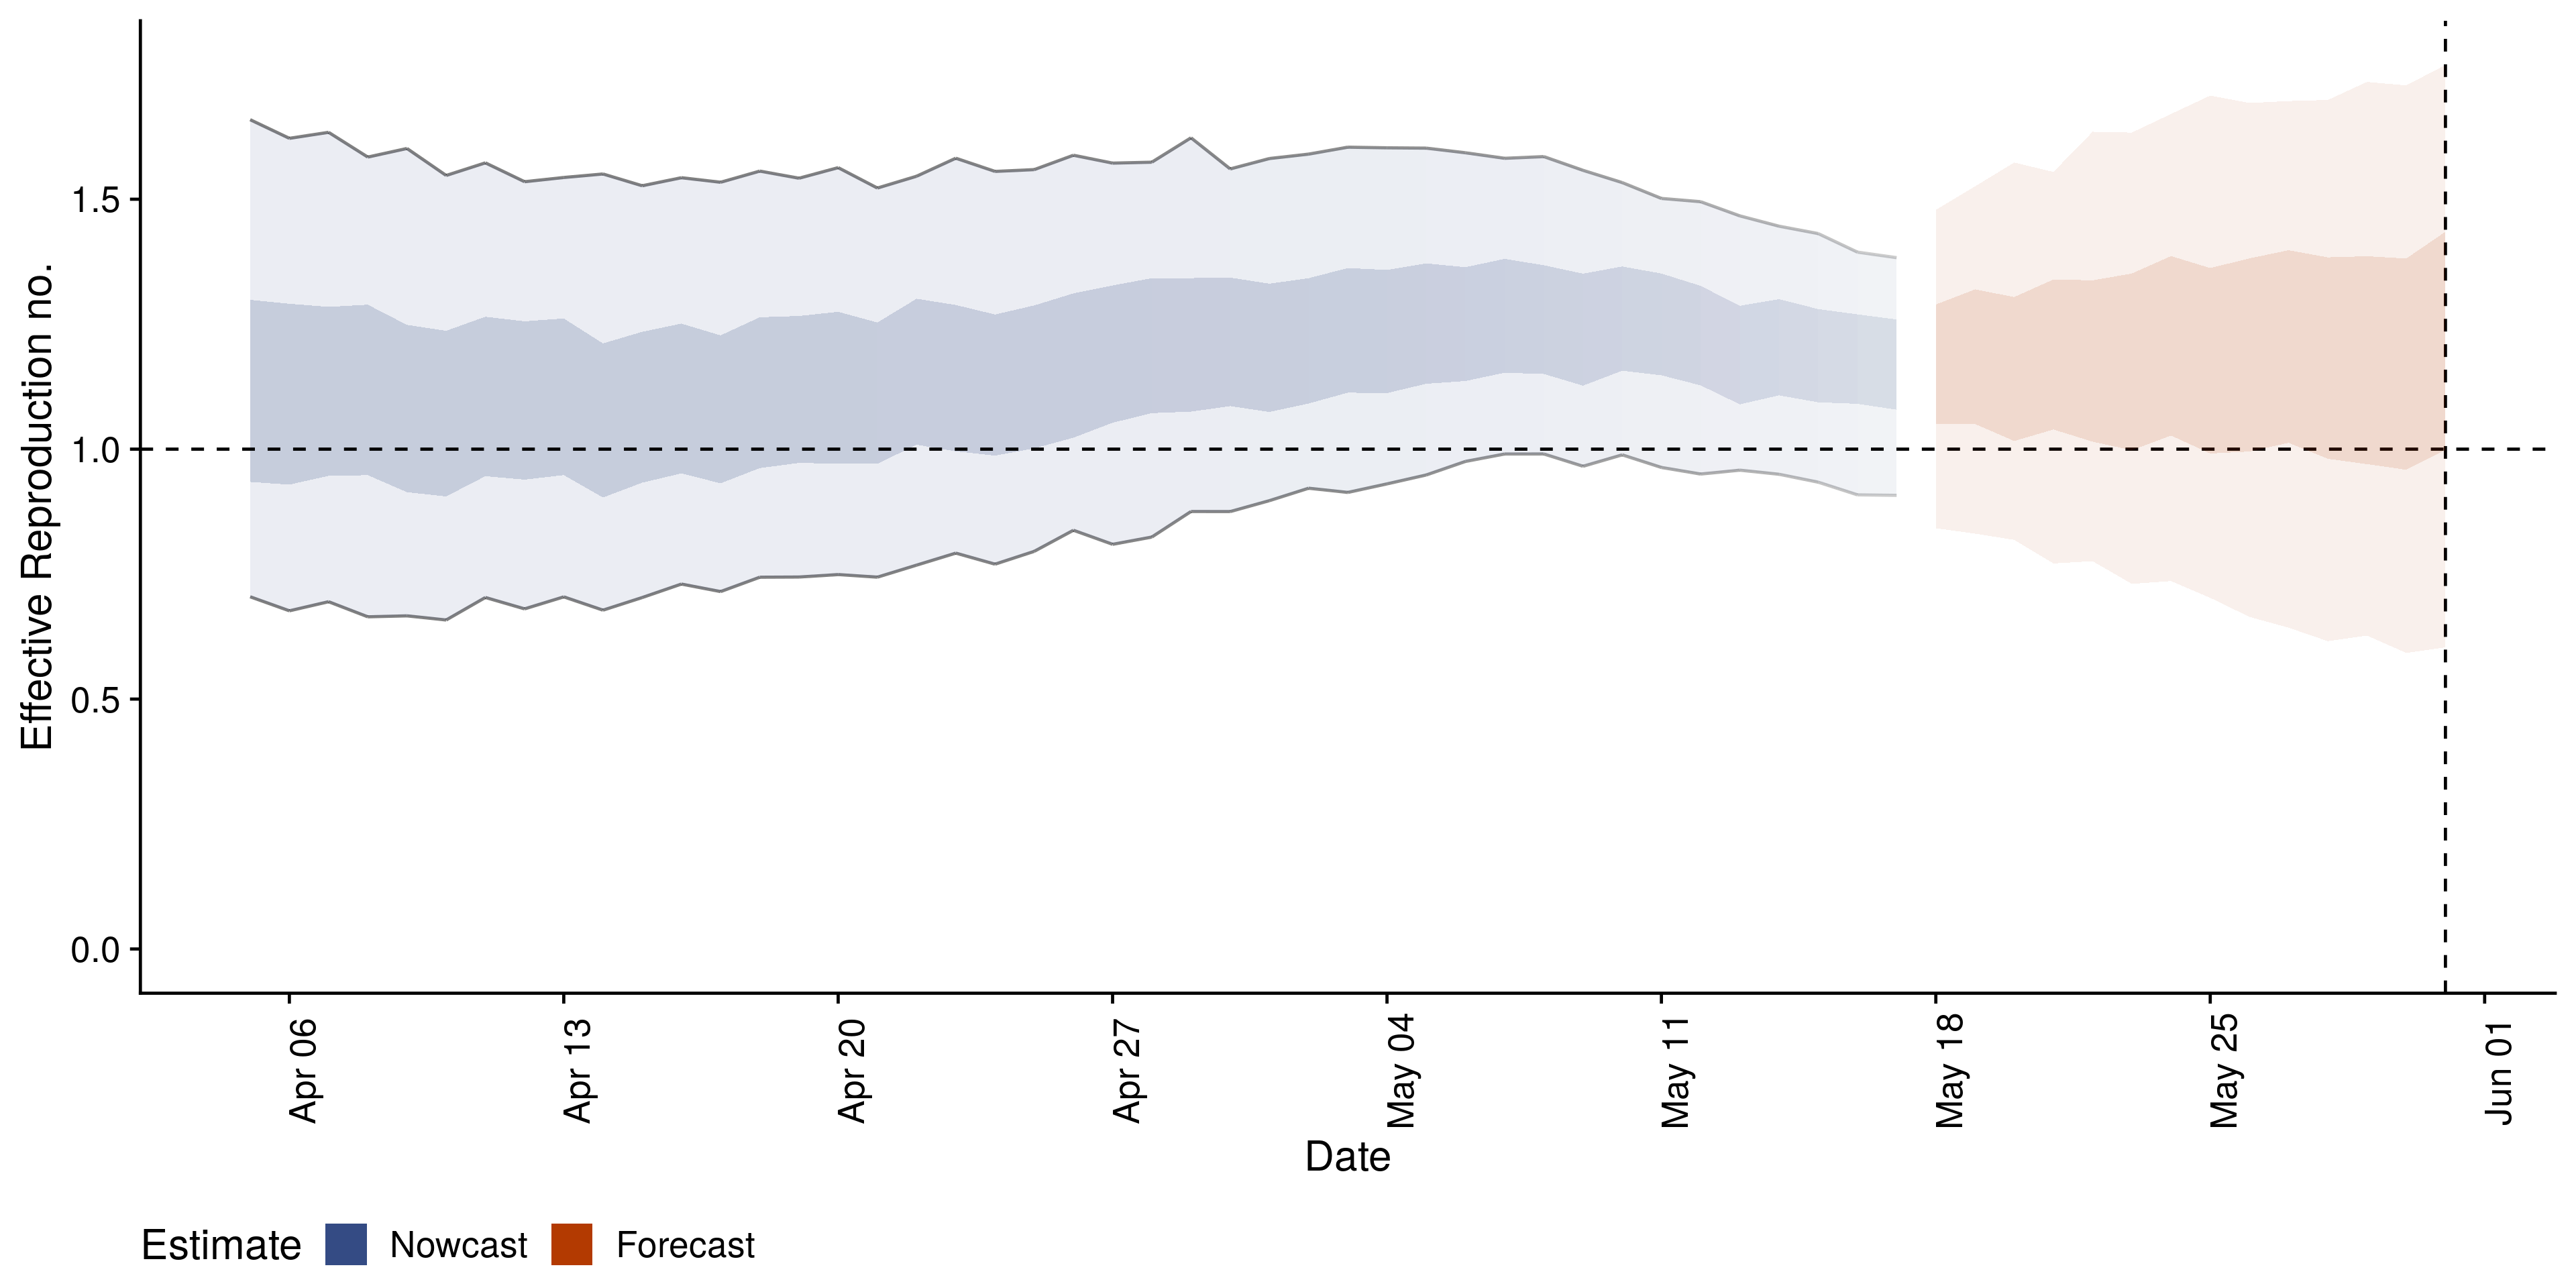 Effective Reproduction no.
1.5
1.0
0.5
0.0
Apr 06
Apr 13
Apr 20
Apr 27
May 04
May 11
May 18
May 25
Jun 01
Date
Estimate Nowcast Forecast